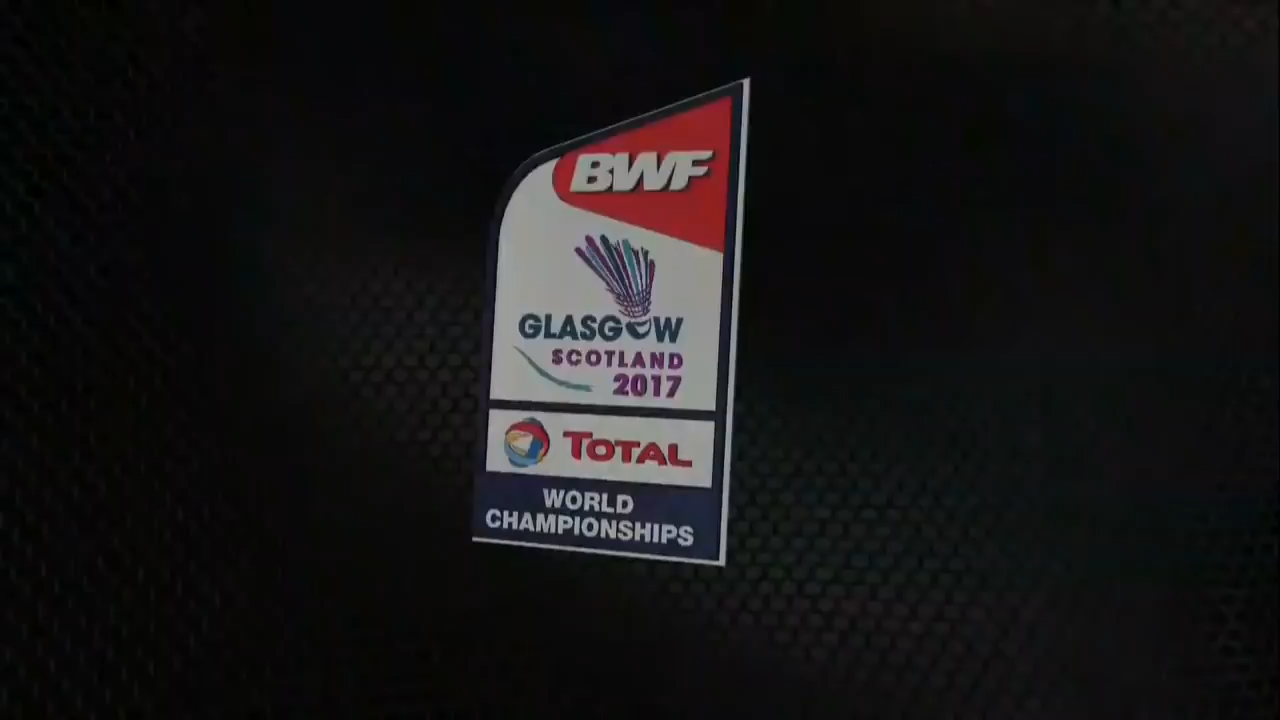 BWF
GLASGOW
SCOTLAND
2017
TOTAL
WORLD
CHAMPIONSHIPS